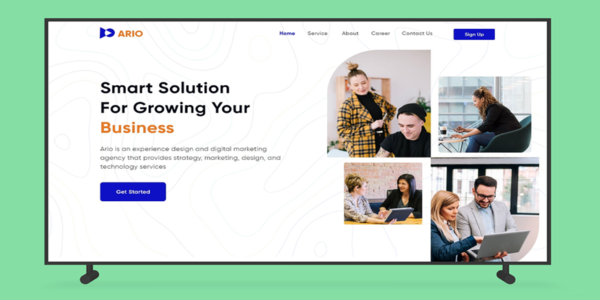 ARIO
Home Service About Career Contact Us Sign Up
Smart Solution
For Growing Your
Business
Ario is an experience design and digital marketing
agency that provides strategy, marketing, design, and
technology services
Get Started